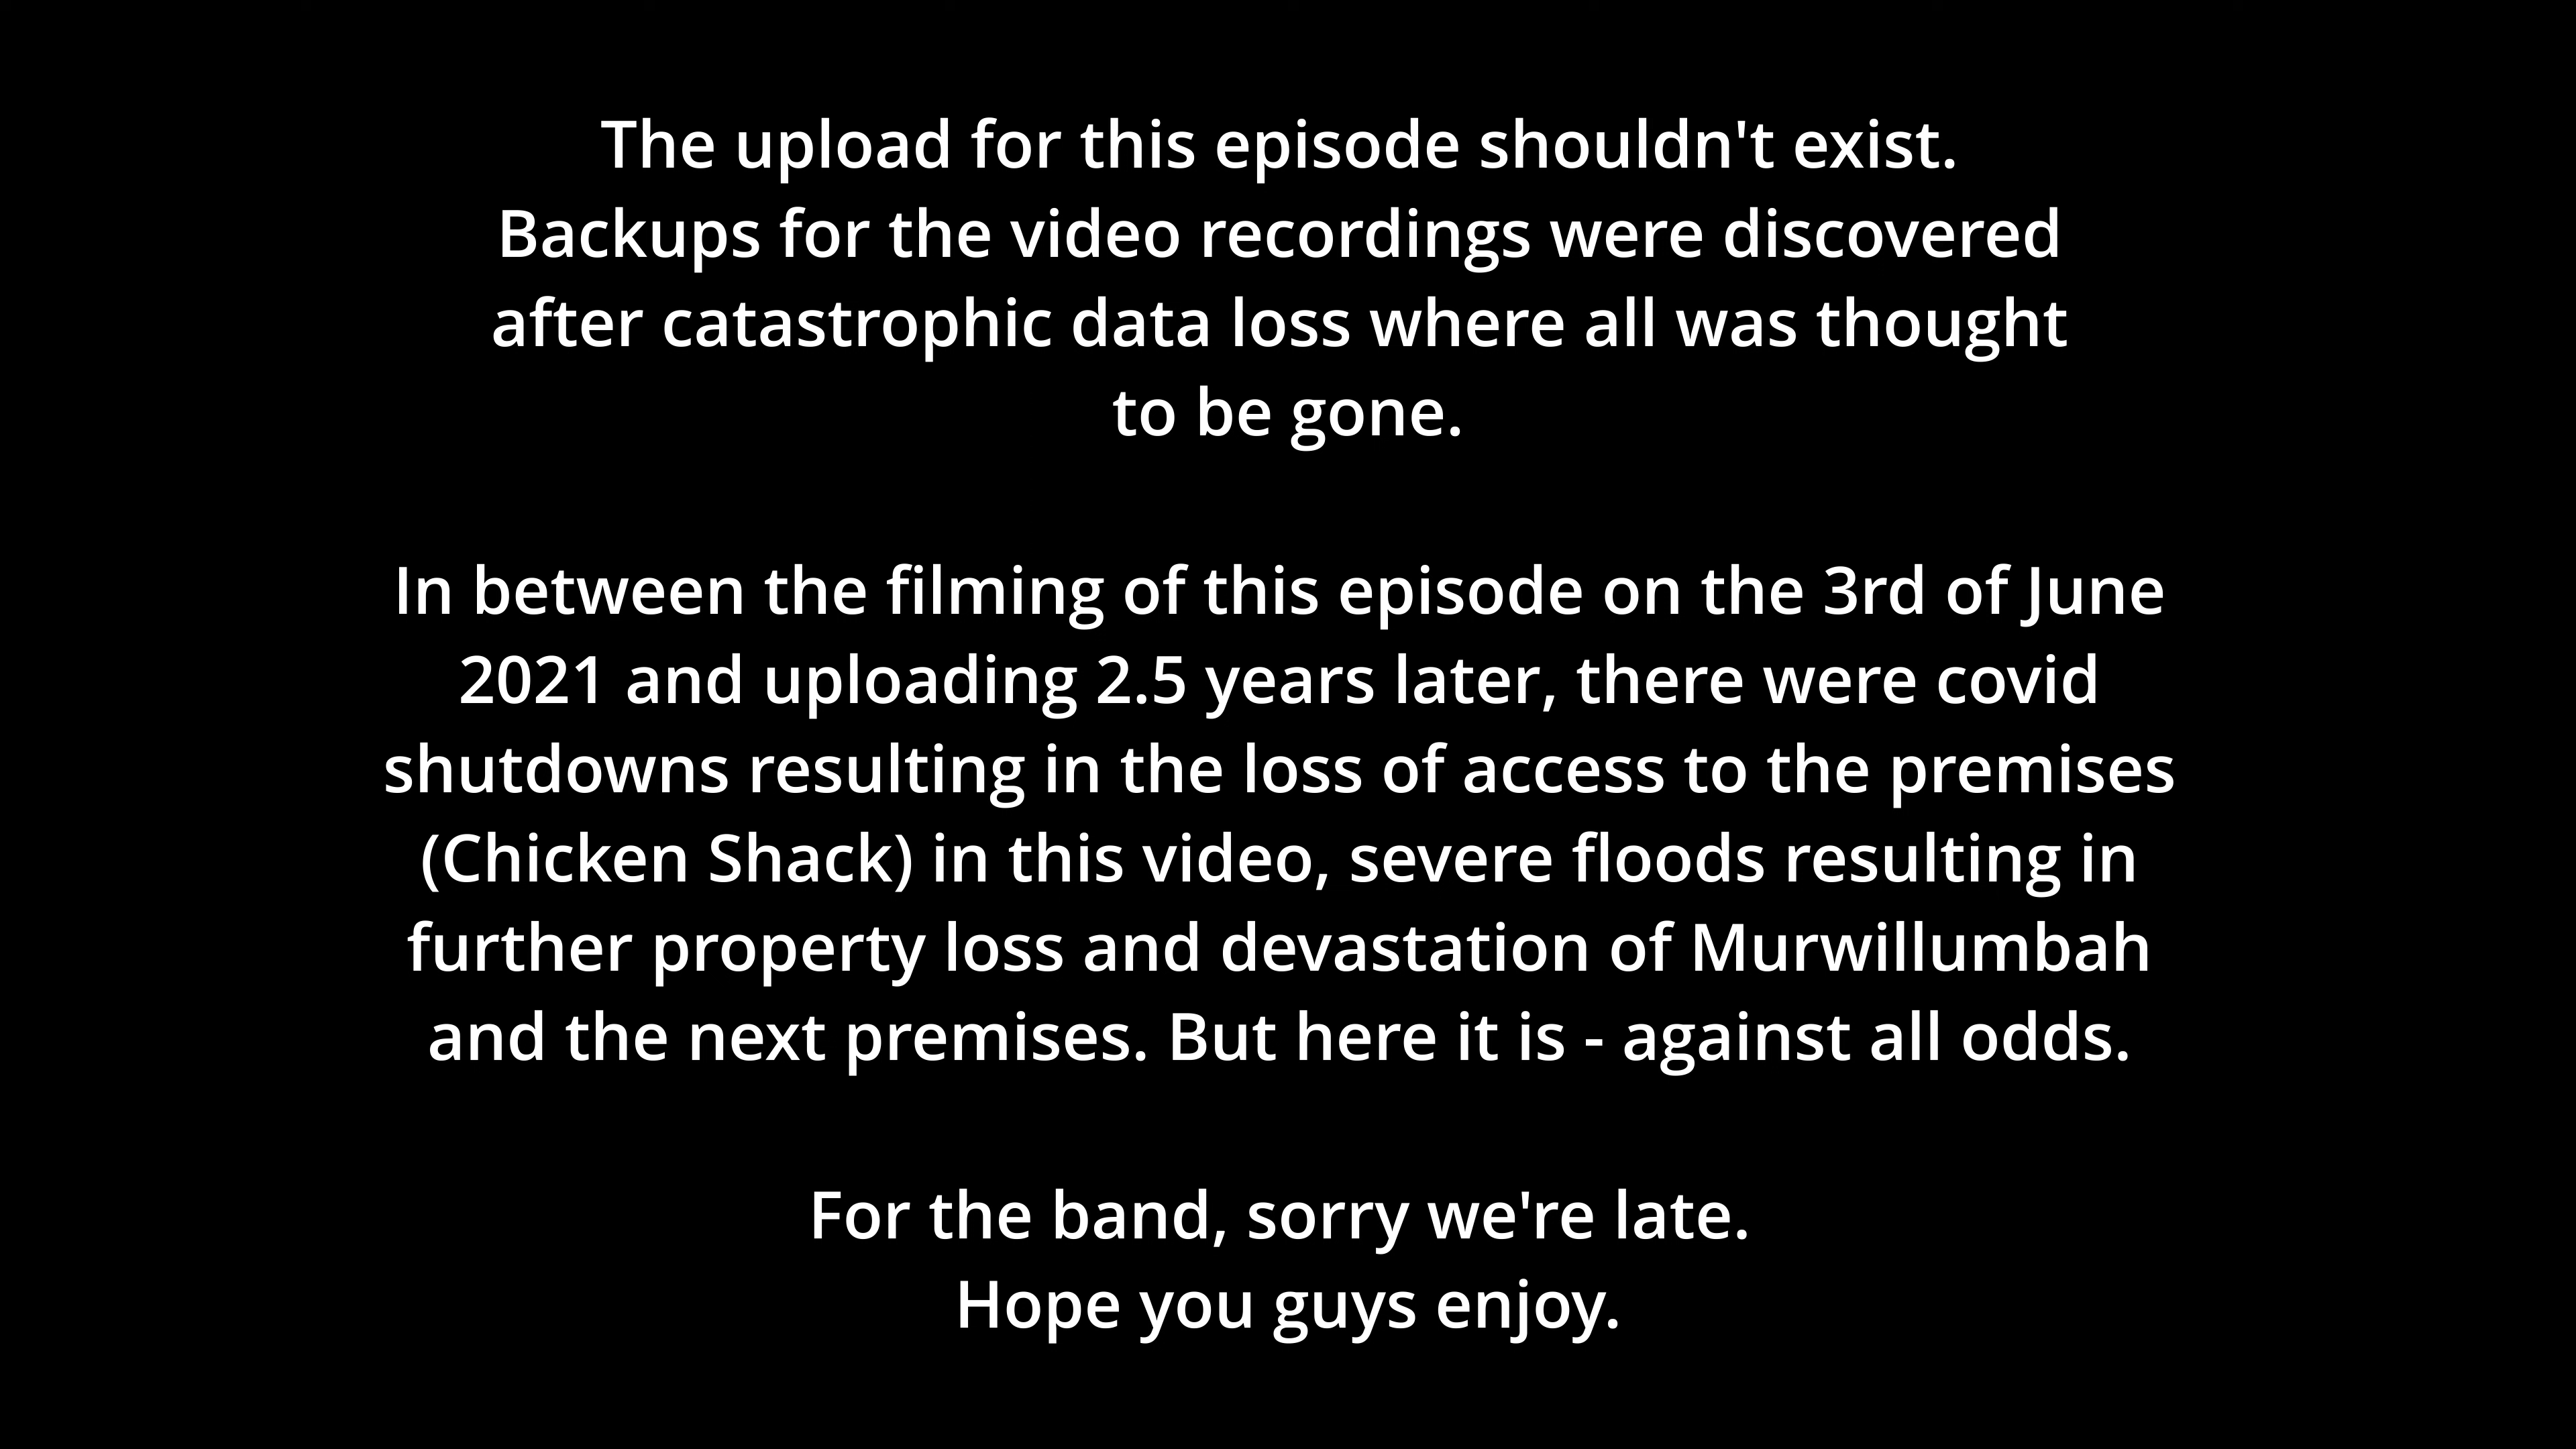 The upload for this episode shouldn't exist.
Backups for the video recordings were discovered
after catastrophic data loss where all was thought
to be gone.
In between the filming of this episode on the 3rd of June
2021 and uploading 2.5 years later, there were covid
shutdowns resulting in the loss of access to the premises
(Chicken Shack) in this video, severe floods resulting in
further property loss and devastation of Murwillumbah
and the next premises. But here it is - against all odds.
For the band, sorry we're late.
Hope you guys enjoy.